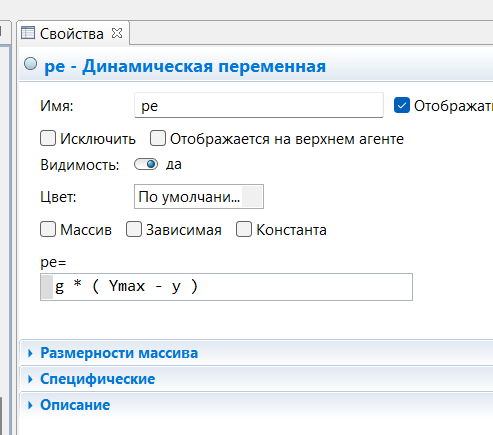 Свойства
pe - Динамическая переменная
Имя: pe Отображать
Исключить Отображается на верхнем агенте
Видимость: да
Цвет: По умолчани...
Массив Зависимая Константа
pe=
g * ( Ymax - y )
Размерности массива
Специфические
Описание